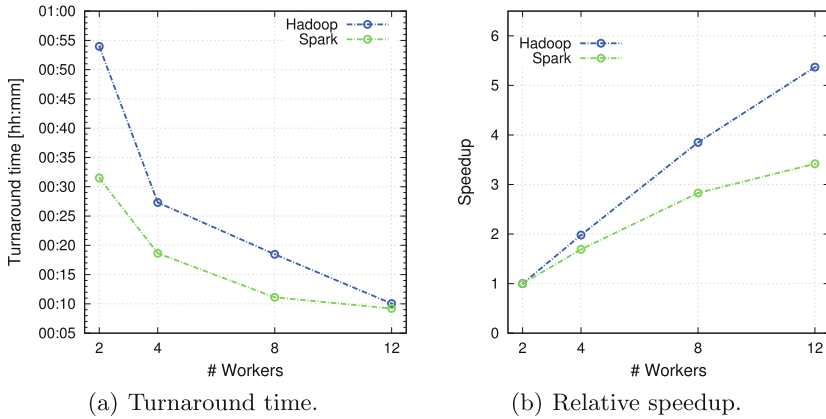 01:00
00:55
00:50
00:45
00:40
00:35
00:30
00:25
00:20
00:15
00:10
00:05
Turnaround time [hh:mm]
Hadoop
Spark
2 4 8 12
# Workers
(a) Turnaround time.
6
5
4
3
2
1
0
Speedup
Hadoop
Spark
2 4 8 12
# Workers
(b) Relative speedup.